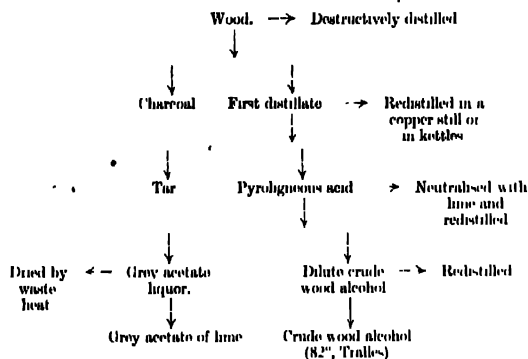 Wood. Destructively distilled
Charcoal First distillate Redistilled in a
copper still or
in kettles
Tar Pyroligneous acid Neutralised with
lime and
redistilled
Dried by Grey acetate Dilute crude Redistilled
waste liquor. wood alcohol
heat
Grey acetate of lime Crude wood alcohol
(82°, Tralles)